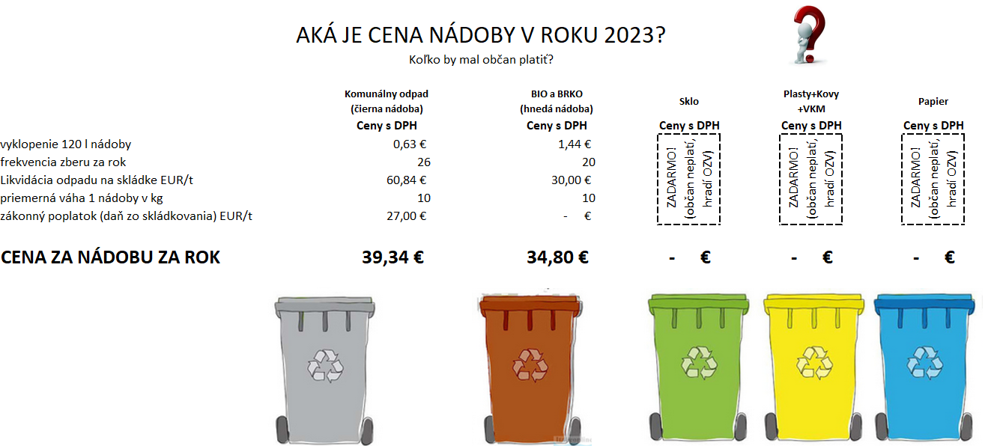 AKÁ JE CENA NÁDOBY V ROKU 2023?
Koľko by mal občan platiť?
Komunálny odpad
(čierna nádoba)
Ceny s DPH
BIO a BRKO
(hnedá nádoba)
Ceny s DPH
Sklo
Ceny s DPH
Plasty+Kovy
+VKM
Ceny s DPH
Papier
Ceny s DPH
vyklopenie 120 l nádoby 0,63 € 1,44 €
frekvencia zberu za rok 26 20
Likvidácia odpadu na skládke EUR/t 60,84 € 30,00 €
priemerná váha 1 nádoby v kg 10 10
zákonný poplatok (daň zo skládkovania) EUR/t 27,00 € - €
ZADARMO!
(občan neplatí,
hradí OZV)
ZADARMO!
(občan neplatí,
hradí OZV)
ZADARMO!
(občan neplatí,
hradí OZV)
CENA ZA NÁDOBU ZA ROK 39,34 € 34,80 € - € - € - €